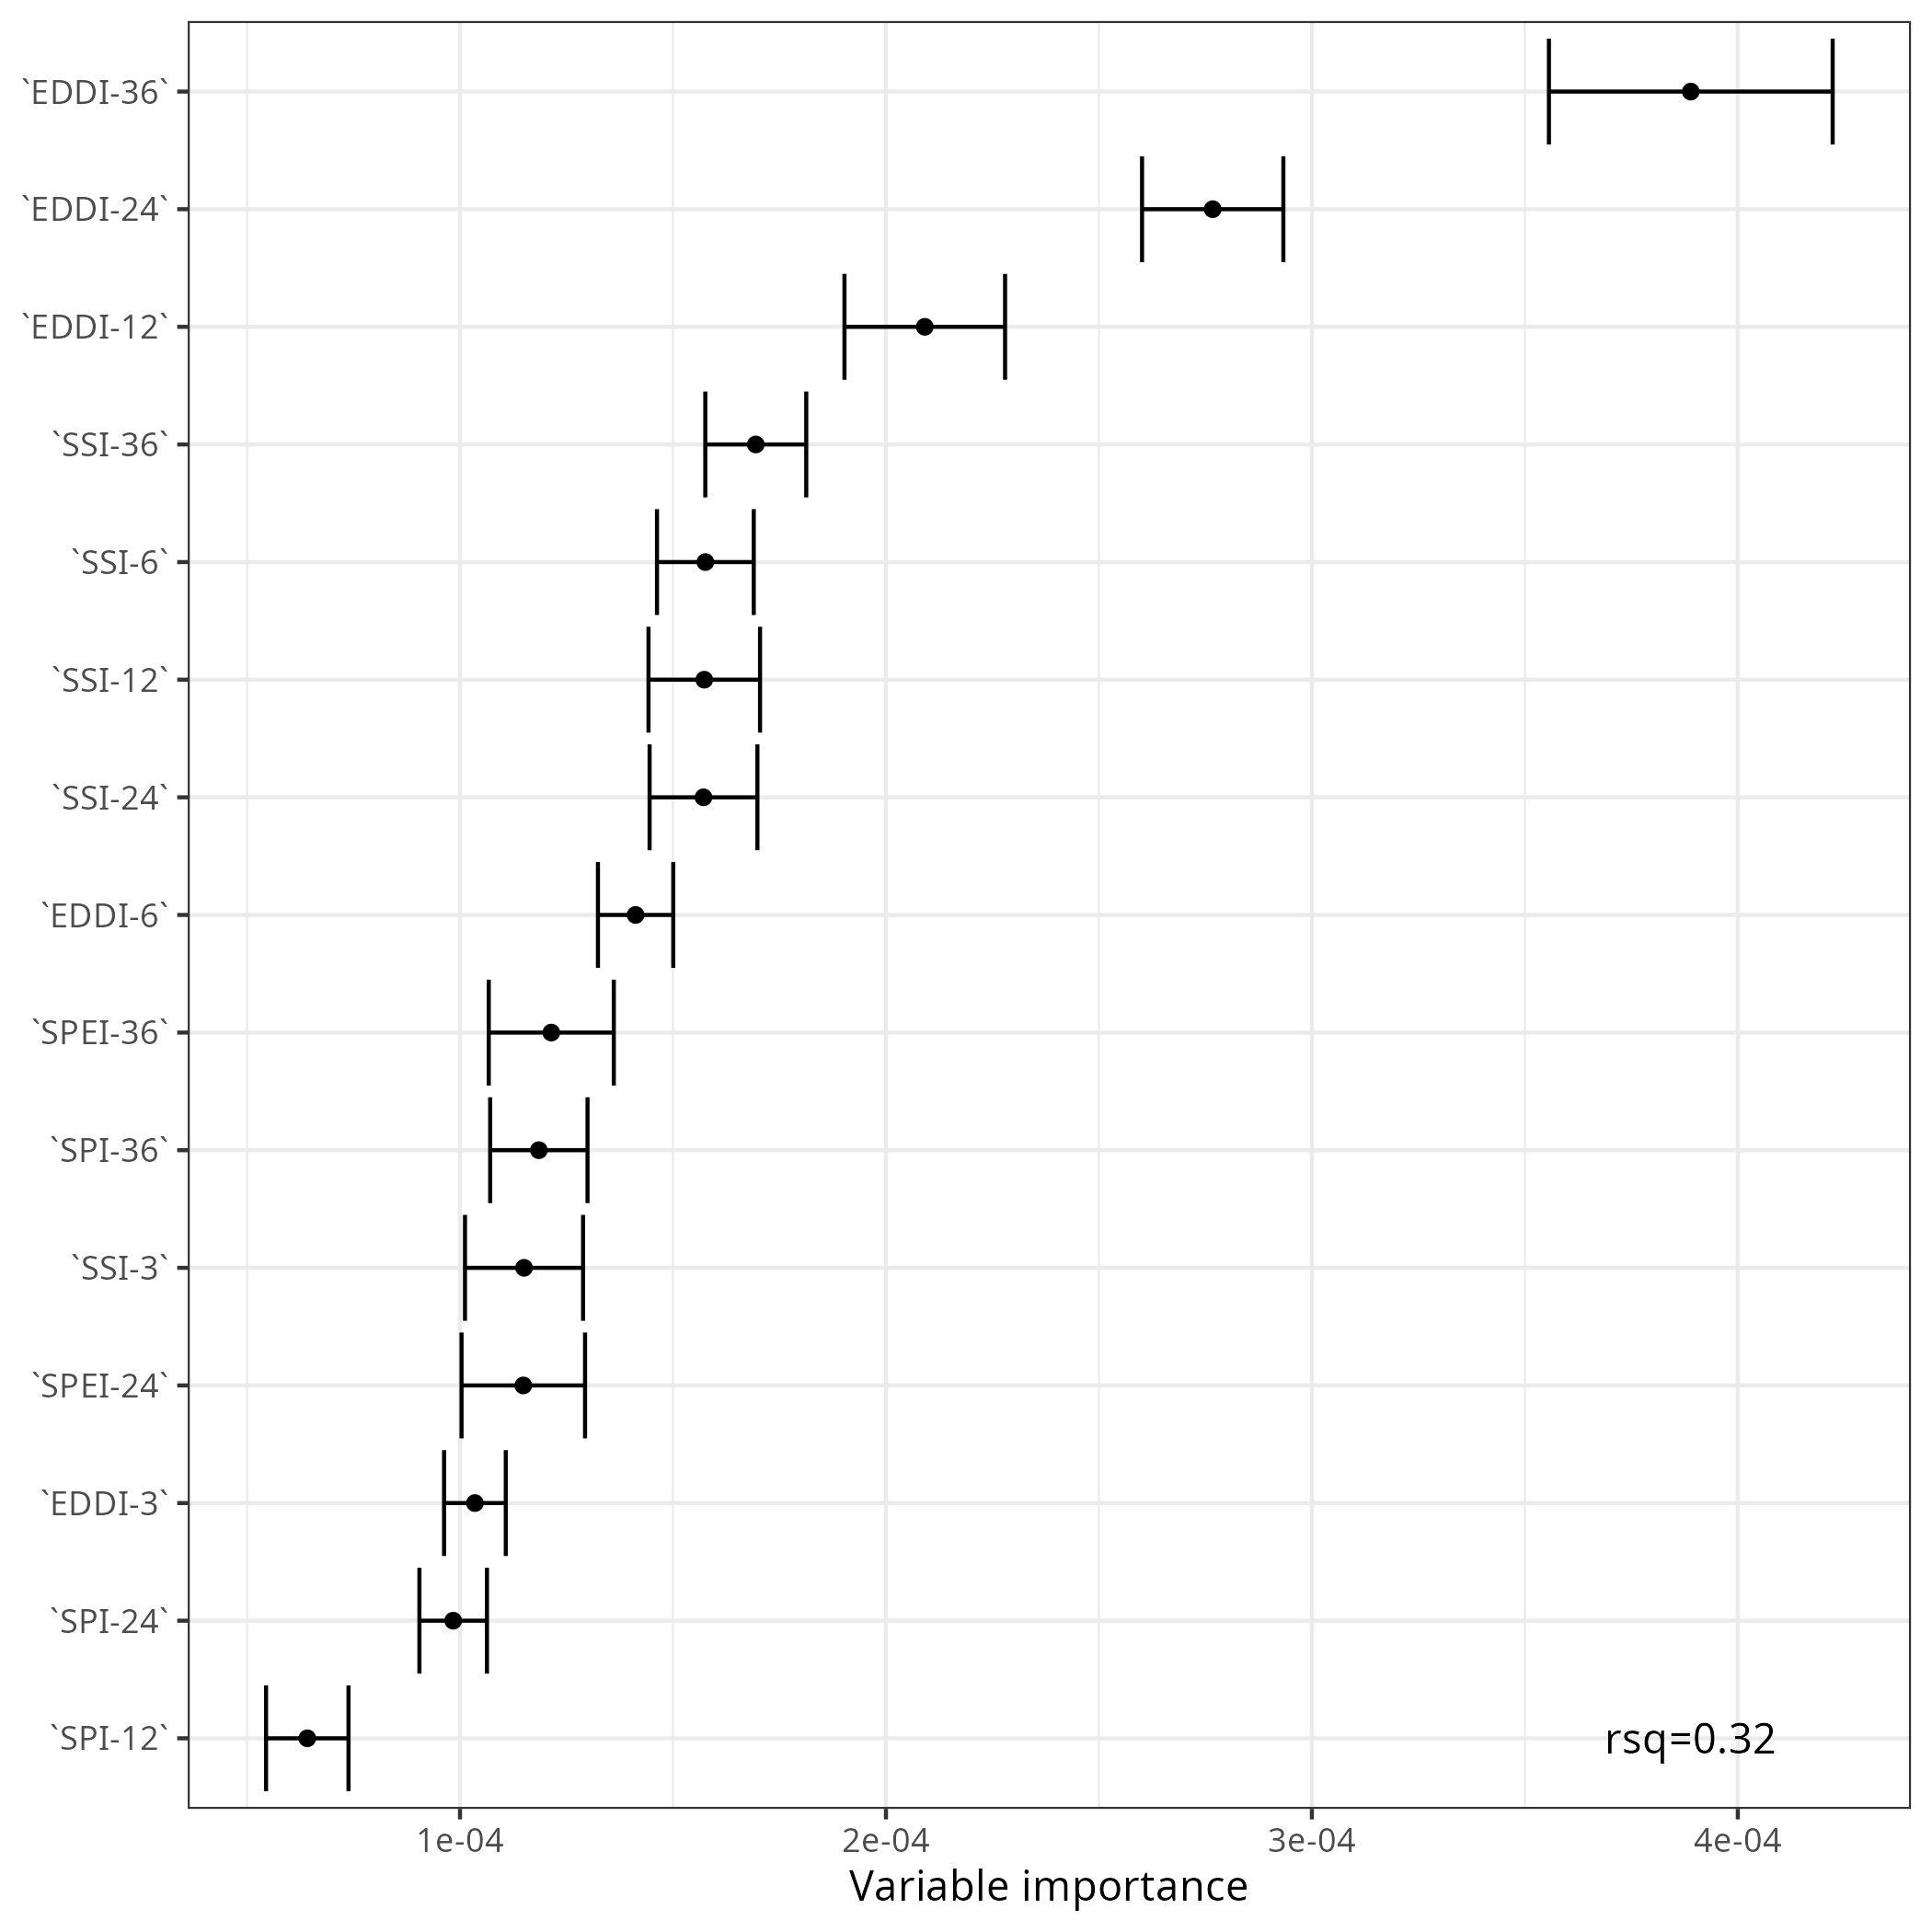 `EDDI-36`
`EDDI-24`
`EDDI-12`
`SSI-36`
`SSI-6`
`SSI-12`
`SSI-24`
`EDDI-6`
`SPEI-36`
`SPI-36`
`SSI-3`
`SPEI-24`
`EDDI-3`
`SPI-24`
`SPI-12`
rsq=0.32
1e-04 2e-04 3e-04 4e-04
Variable importance